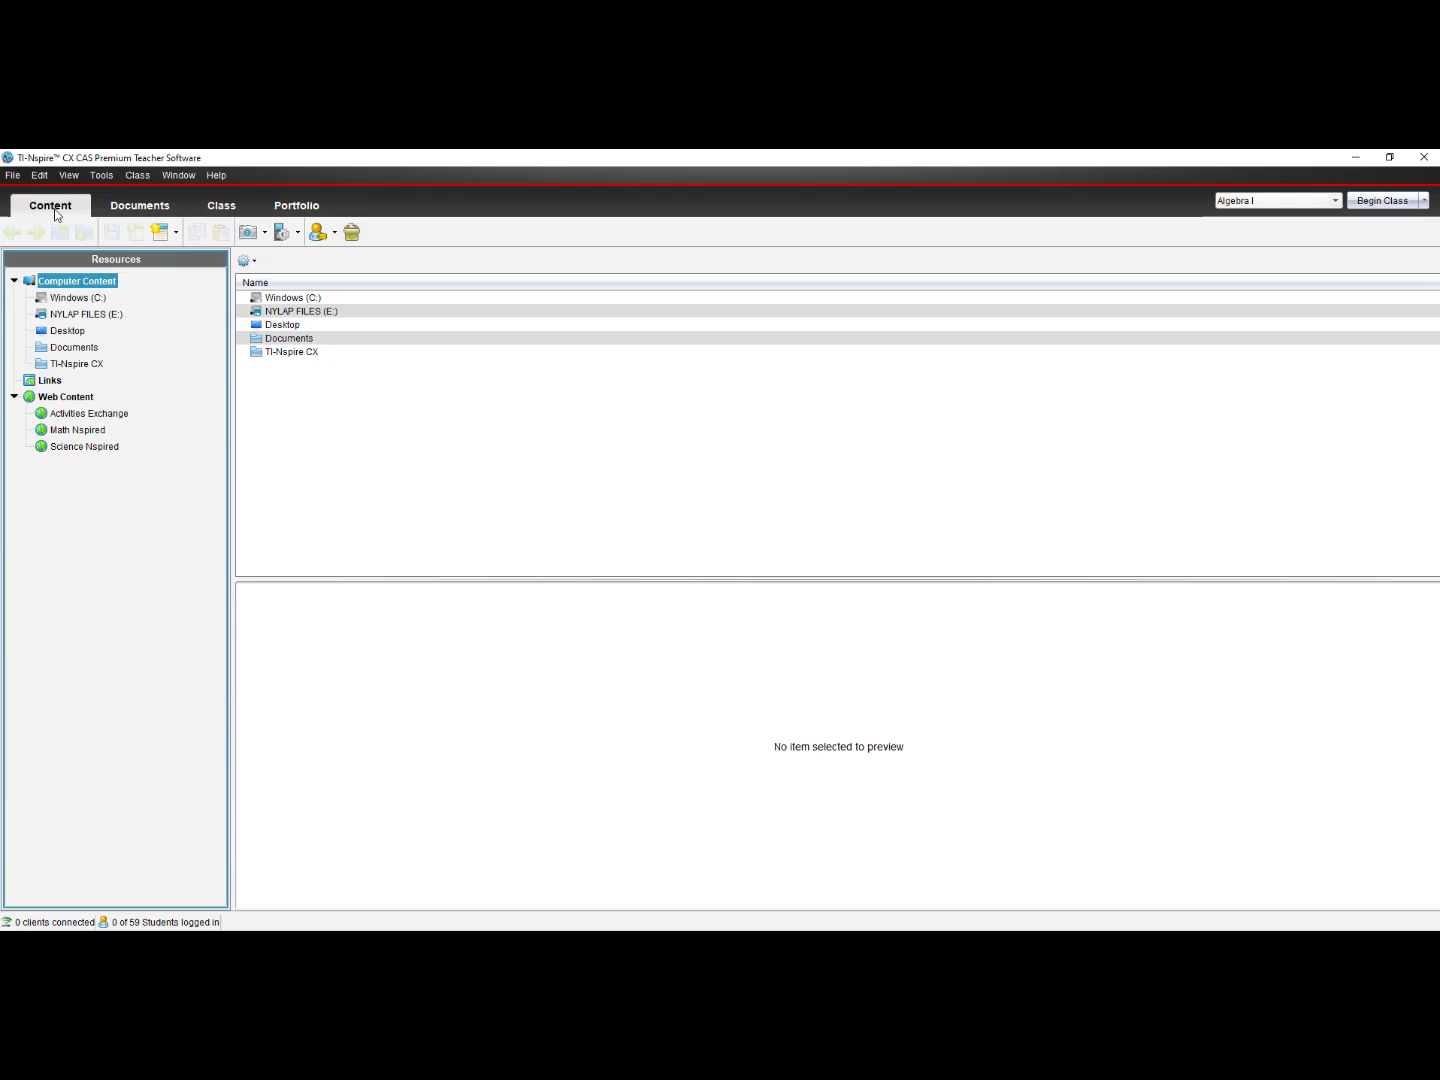 TI-Nspire™ CX CAS Premium Teacher Software
File Edit View Tools Class Window Help
Content Documents Class Portfolio
Algebra I Begin Class
Resources
Computer Content
Windows (C:)
NYLAP FILES (E:)
Desktop
Documents
TI-Nspire CX
Links
Web Content
Activities Exchange
Math Nspired
Science Nspired
Name
Windows (C:)
NYLAP FILES (E:)
Desktop
Documents
TI-Nspire CX
No item selected to preview
0 clients connected 0 of 59 Students logged in